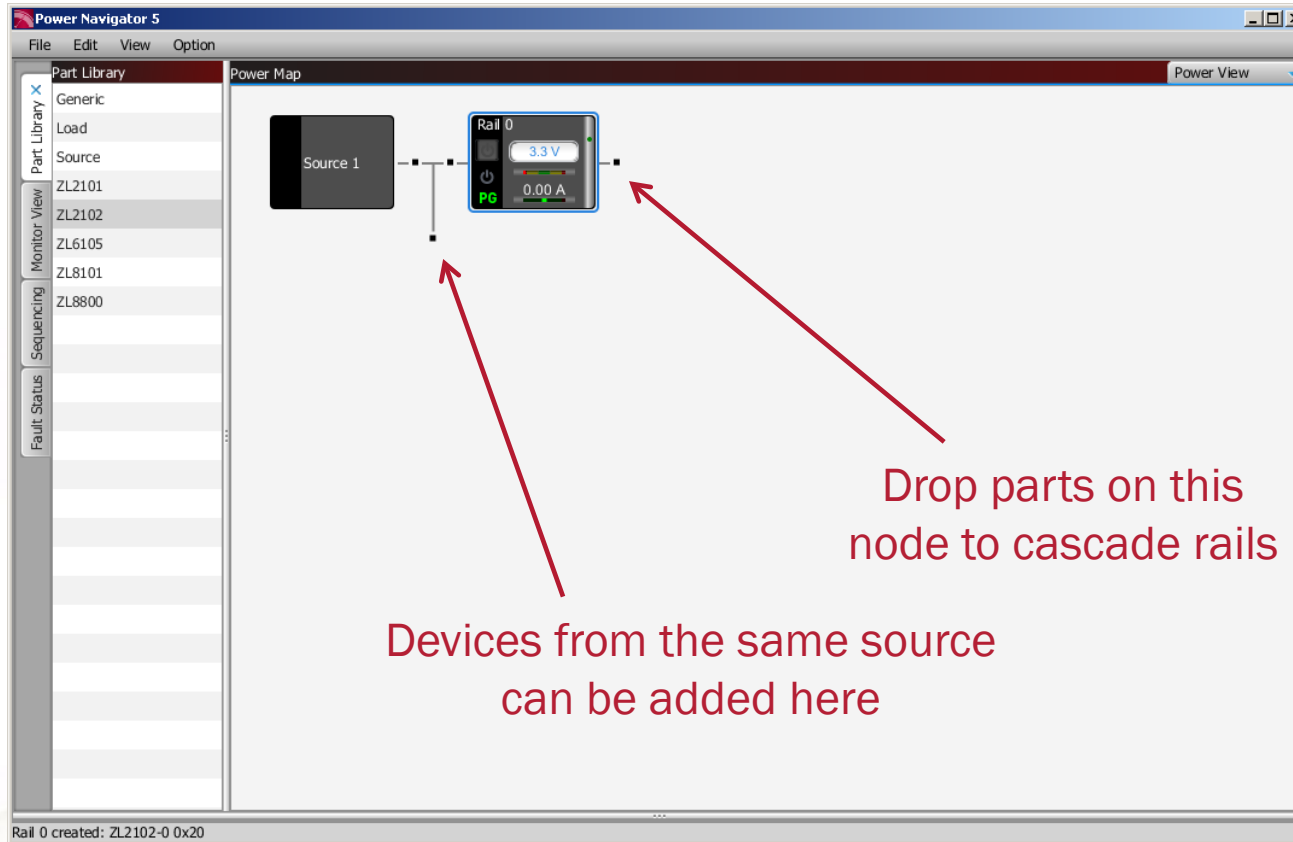 Power Navigator 5
File Edit View Option
Part Library
Power Map
Power View
Part Library
Monitor View
Sequencing
Fault Status
Generic
Load
Source
ZL2101
ZL2102
ZL6105
ZL8101
ZL8800
Source 1
Rail 0
3.3 V
0.00 A
PG
Drop parts on this
node to cascade rails
Devices from the same source
can be added here
Rail 0 created: ZL2102-0 0x20